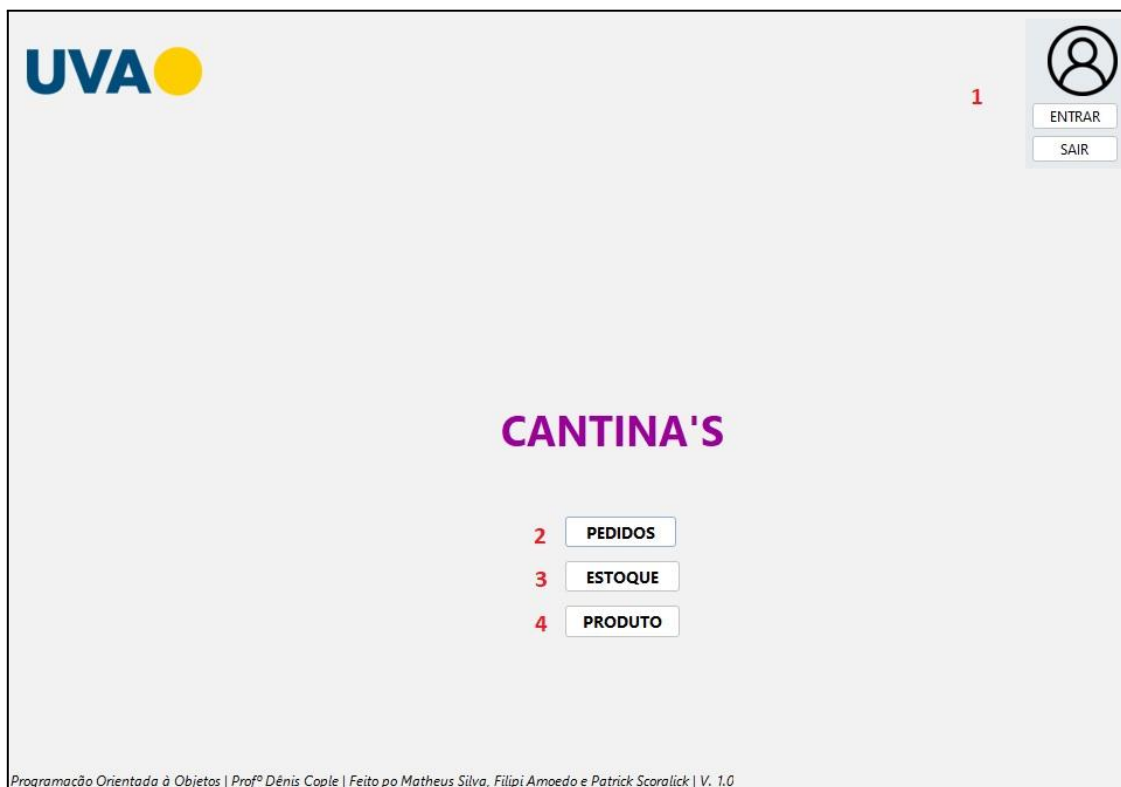 UVA
1
ENTRAR
SAIR
CANTINA'S
2 PEDIDOS
3 ESTOQUE
4 PRODUTO
Programação Orientada à Objetos | Profº Dênis Cople | Feito po Matheus Silva, Filipi Amoedo e Patrick Scoralick | V. 1.0